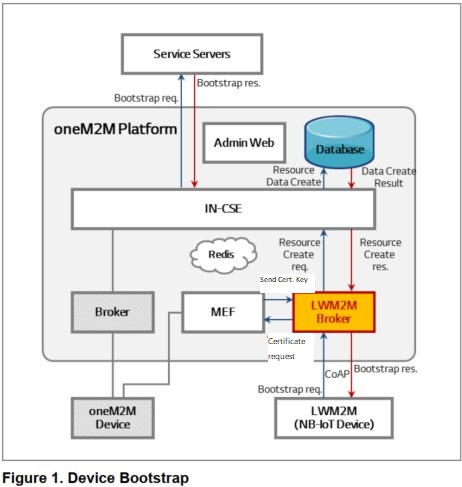 Service Servers
Bootstrap res.
Bootstrap req.
oneM2M Platform
Admin Web
Database
Resource
Data Create
Data Create
Result
IN-CSE
Redis
Resource
Create
req.
Resource
Create
res.
Send Cert. Key
Broker
MEF
LWM2M
Broker
Certificate
request
CoAP
Bootstrap res.
Bootstrap req.
oneM2M
Device
LWM2M
(NB-IoT Device)
Figure 1. Device Bootstrap